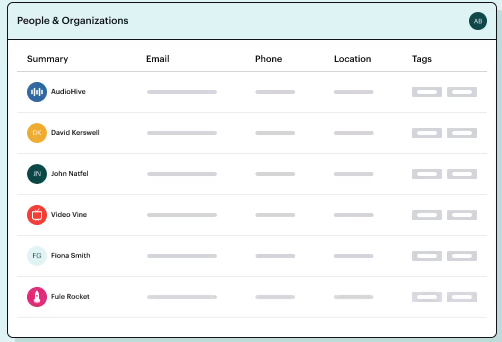 People & Organizations
AB
Summary Email Phone Location Tags
AudioHive
DK David Kerswell
JN John Natfel
Video Vine
FG Fiona Smith
Fule Rocket